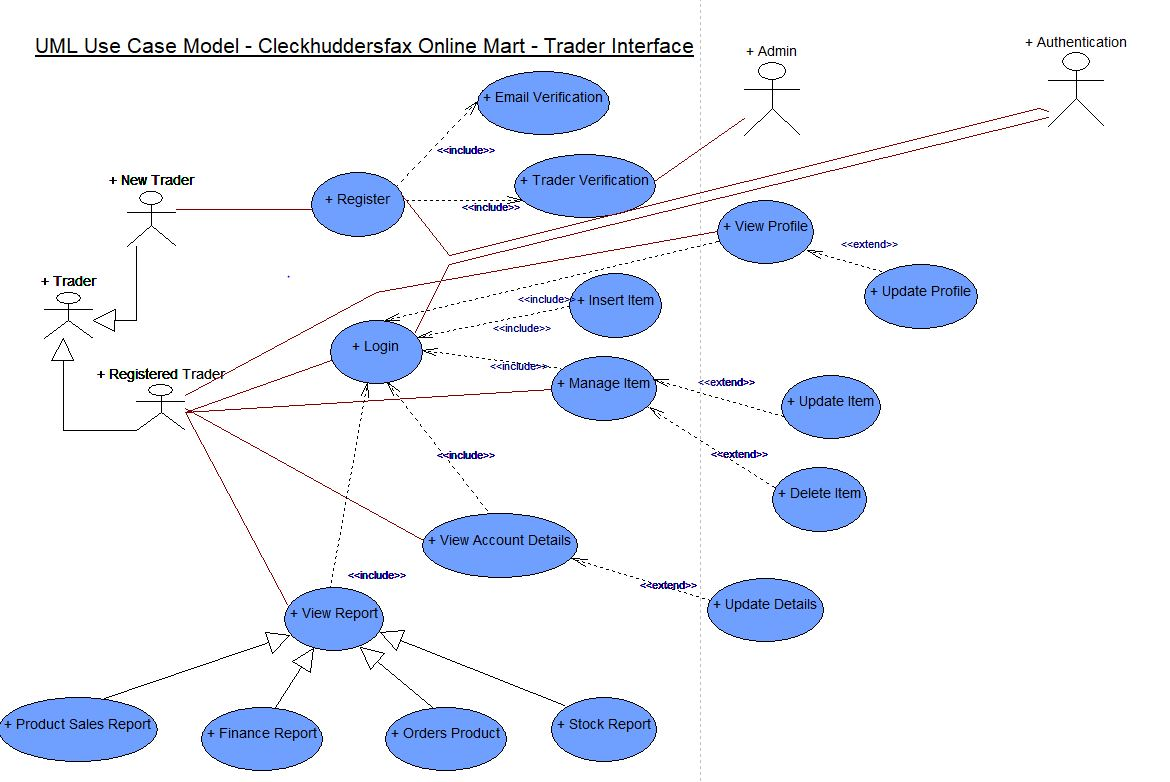 UML Use Case Model - Cleckhuddersfax Online Mart - Trader Interface
+ Admin
+ Authentication
+ Email Verification
<<include>>
+ New Trader
+ Register
+ Trader Verification
<<include>>
+ View Profile
<<extend>>
+ Trader
+ Update Profile
<<include>>
+ Insert Item
<<include>>
+ Login
<<include>>
+ Registered Trader
+ Manage Item
<<extend>>
+ Update Item
<<include>>
<<extend>>
+ Delete Item
+ View Account Details
<<include>>
<<extend>>
+ Update Details
+ View Report
+ Product Sales Report
+ Finance Report
+ Orders Product
+ Stock Report